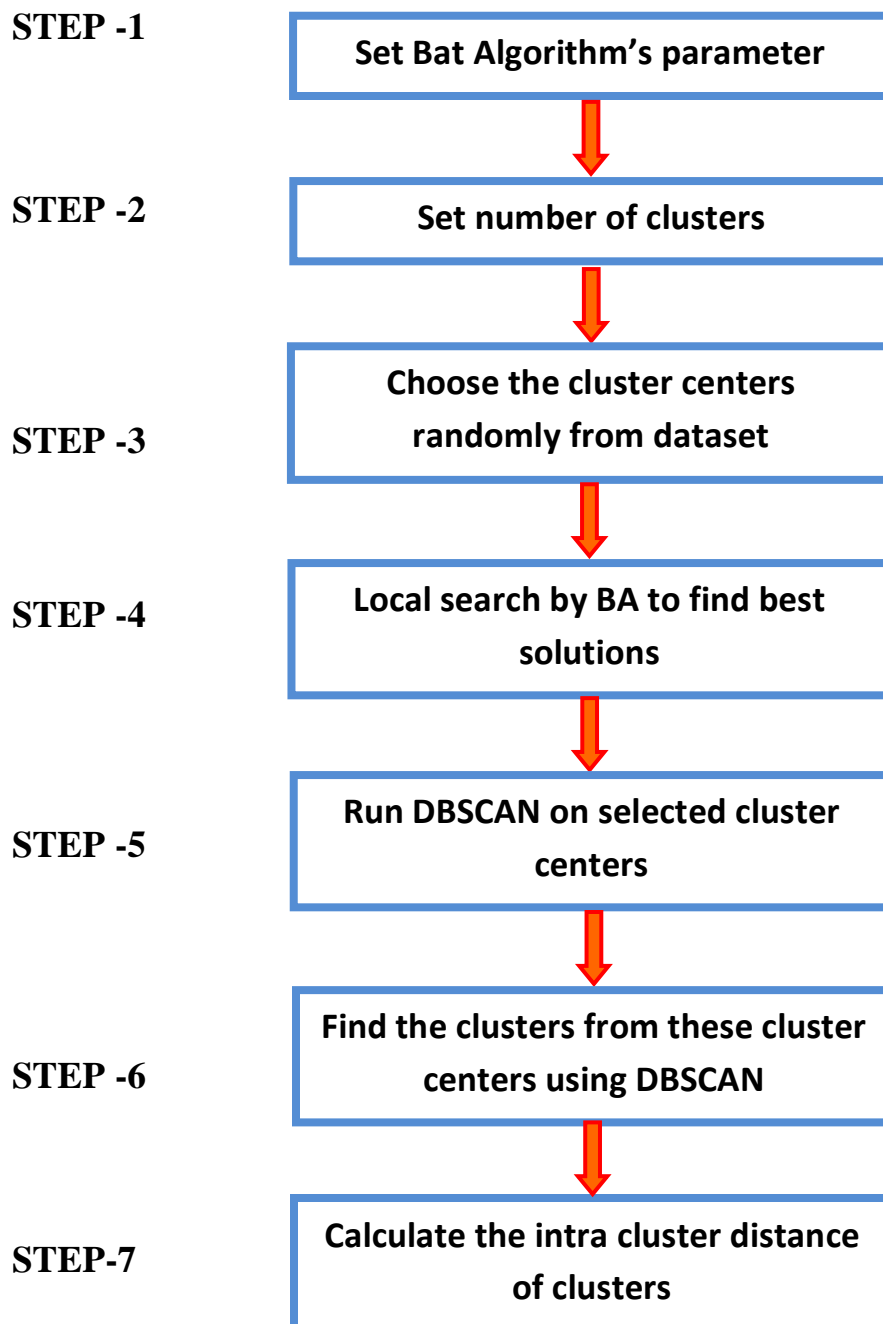 STEP -1
Set Bat Algorithm’s parameter
STEP -2
Set number of clusters
Choose the cluster centers
randomly from dataset
STEP -3
Local search by BA to find best
solutions
STEP -4
Run DBSCAN on selected cluster
centers
STEP -5
Find the clusters from these cluster
centers using DBSCAN
STEP -6
Calculate the intra cluster distance
of clusters
STEP-7